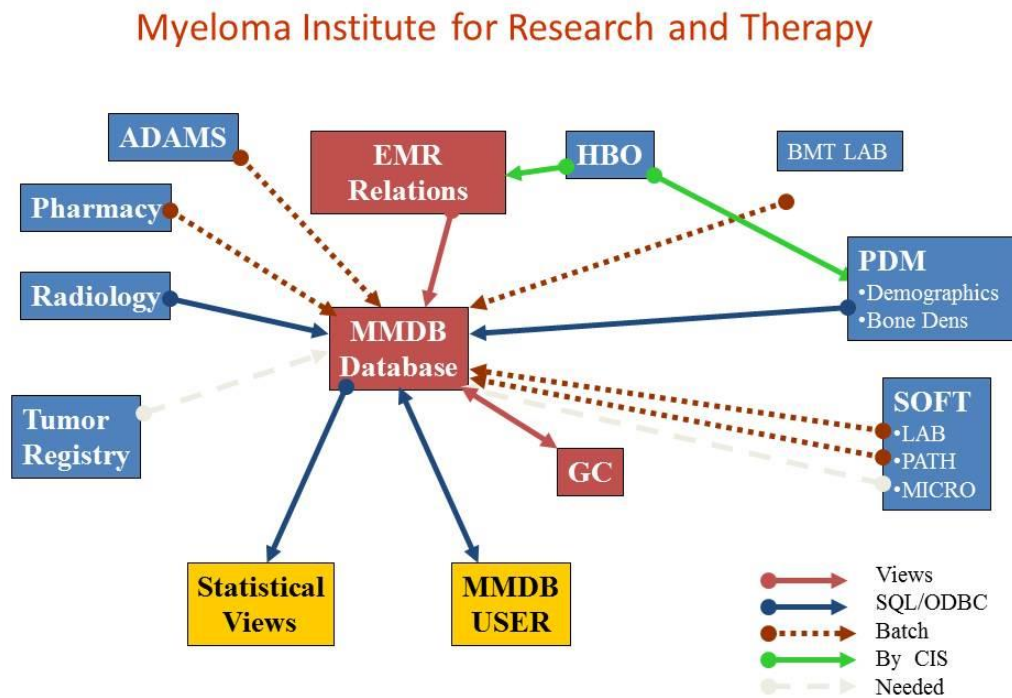 Myeloma Institute for Research and Therapy
ADAMS
EMR
Relations
HBO
BMT LAB
Pharmacy
PDM
•Demographics
•Bone Dens
Radiology
MMDB
Database
Tumor
Registry
SOFT
•LAB
•PATH
•MICRO
GC
Statistical
Views
MMDB
USER
Views
SQL/ODBC
Batch
By CIS
Needed